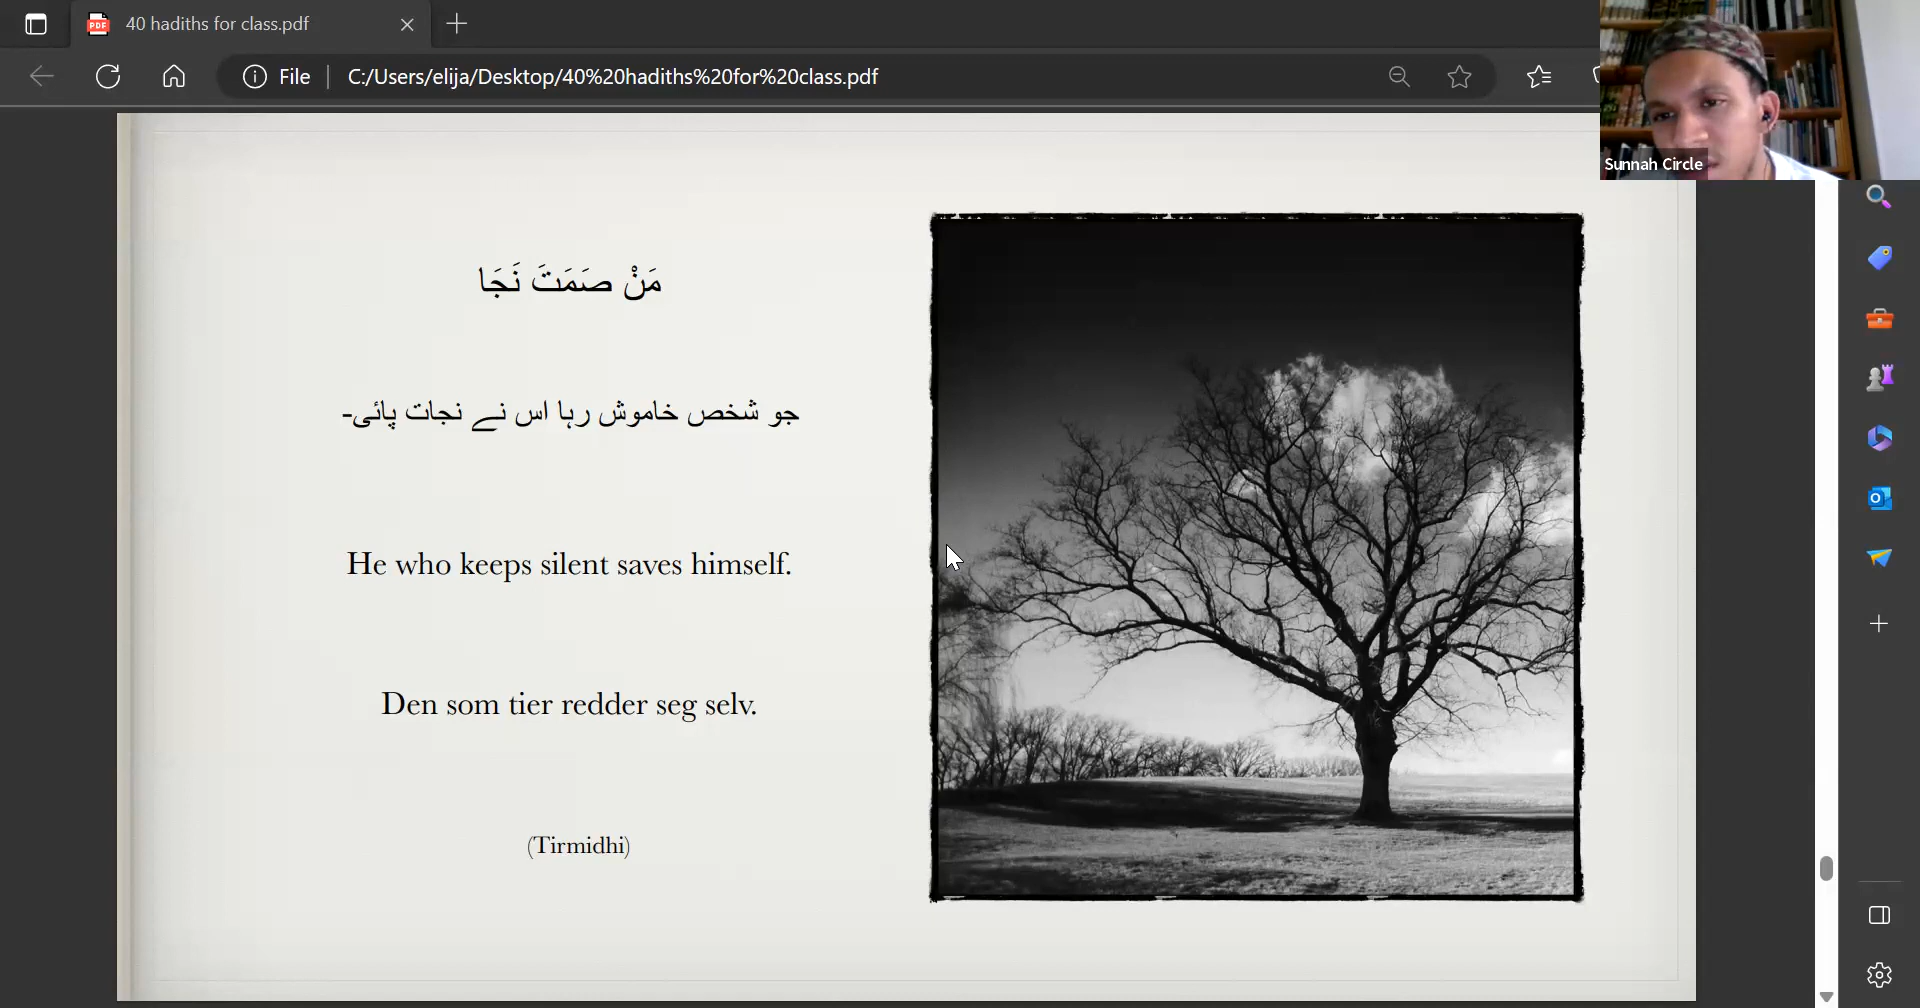 40 hadiths for class.pdf
File
C:/Users/elija/Desktop/40%20hadiths%20for%20class.pdf
Sunnah Circle
مَنْ صَمَتَ نَجَا
جو شخص خاموش رہا اس نے نجات پائی-
He who keeps silent saves himself.
Den som tier redder seg selv.
(Tirmidhi)